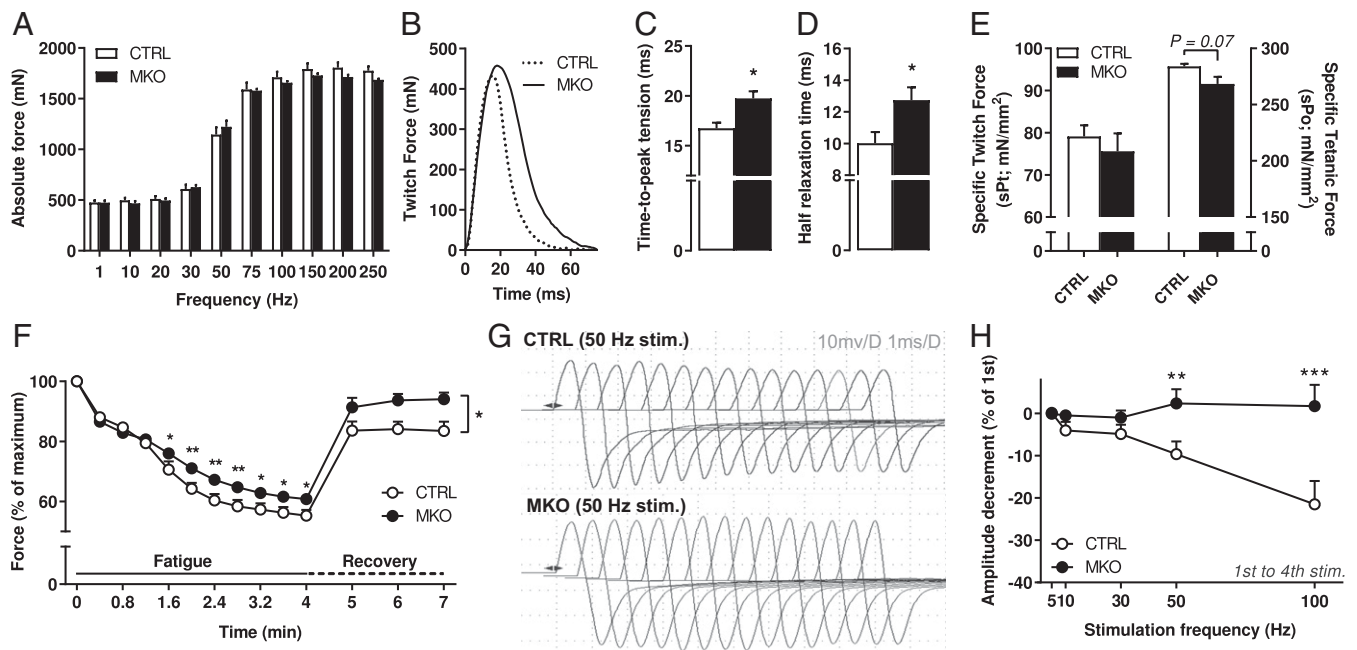 A
Absolute force (mN)
2000
1500
1000
500
0
CTRL
MKO
1 10 20 30 50 75 100 150 200 250
Frequency (Hz)
B
Twitch Force (mN)
500
400
300
200
100
0
CTRL
MKO
0 20 40 60
Time (ms)
C
Time-to-peak tension (ms)
25
20
15
0
*
D
Half relaxation time (ms)
16
14
12
10
8
0
*
E
Specific Twitch Force
(sPt; mN/mm²)
100
90
80
70
60
0
CTRL
MKO
P = 0.07
300
250
200
150
0
Specific Tetanic Force
(sPo; mN/mm²)
CTRL
MKO
CTRL
MKO
F
Force (% of maximum)
100
80
60
0
* ** ** ** * * *
*
CTRL
MKO
Fatigue
Recovery
0 0.8 1.6 2.4 3.2 4 5 6 7
Time (min)
G
CTRL (50 Hz stim.)
10mv/D 1ms/D
MKO (50 Hz stim.)
H
Amplitude decrement (% of 1st)
0
-10
-20
-30
-40
**
***
CTRL
MKO
1st to 4th stim.
5 10 30 50 100
Stimulation frequency (Hz)